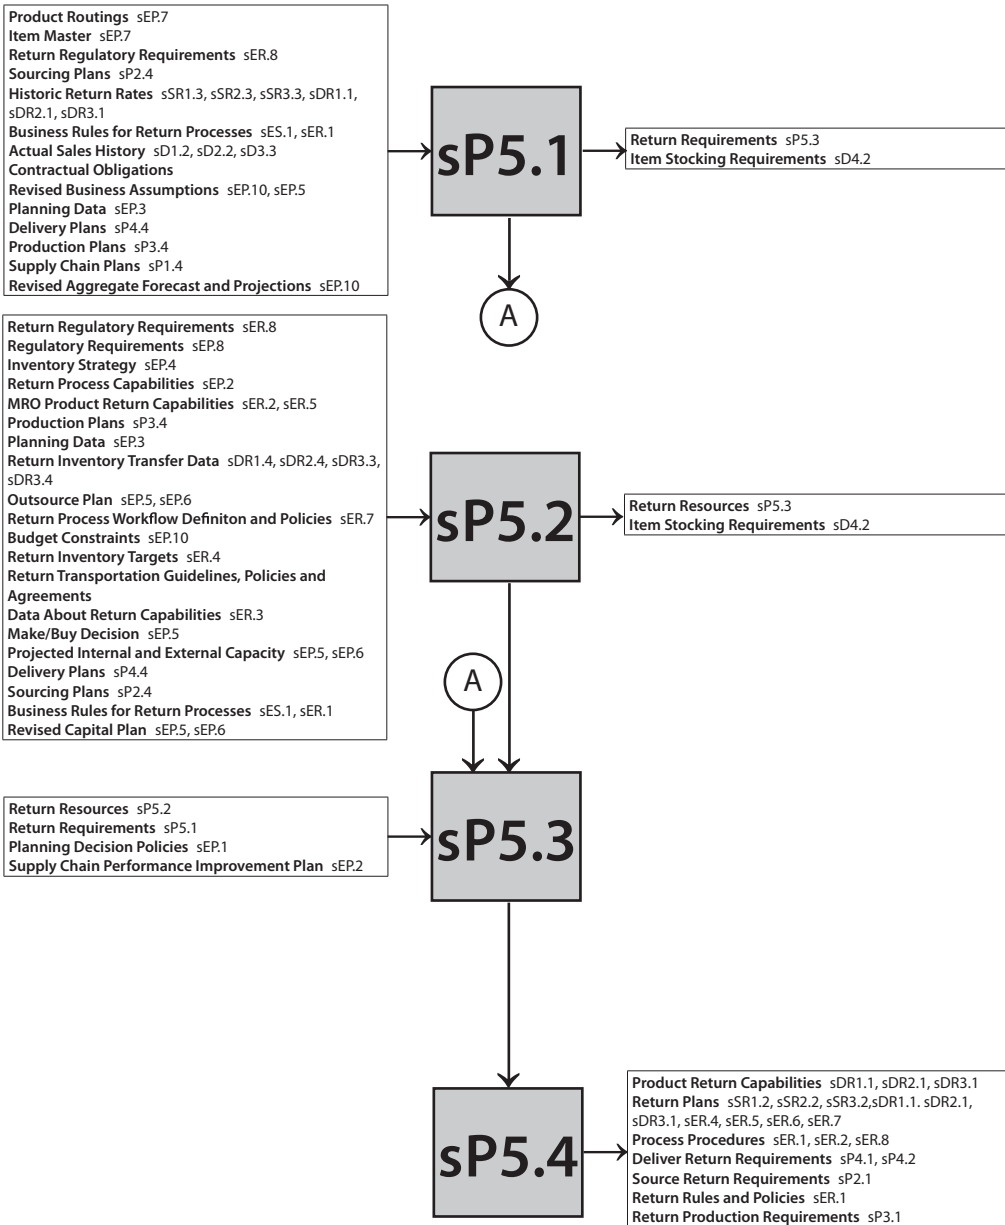 Product Routings sEP.7
Item Master sEP.7
Return Regulatory Requirements sER.8
Sourcing Plans sP2.4
Historic Return Rates sSR1.3, sSR2.3, sSR3.3, sDR1.1,
sDR2.1, sDR3.1
Business Rules for Return Processes sES.1, sER.1
Actual Sales History sD1.2, sD2.2, sD3.3
Contractual Obligations
Revised Business Assumptions sEP.10, sEP.5
Planning Data sEP.3
Delivery Plans sP4.4
Production Plans sP3.4
Supply Chain Plans sP1.4
Revised Aggregate Forecast and Projections sEP.10
sP5.1
Return Requirements sP5.3
Item Stocking Requirements sD4.2
A
Return Regulatory Requirements sER.8
Regulatory Requirements sEP.8
Inventory Strategy sEP.4
Return Process Capabilities sEP.2
MRO Product Return Capabilities sER.2, sER.5
Production Plans sP3.4
Planning Data sEP.3
Return Inventory Transfer Data sDR1.4, sDR2.4, sDR3.3,
sDR3.4
Outsource Plan sEP.5, sEP.6
Return Process Workflow Definiton and Policies sER.7
Budget Constraints sEP.10
Return Inventory Targets sER.4
Return Transportation Guidelines, Policies and
Agreements
Data About Return Capabilities sER.3
Make/Buy Decision sEP.5
Projected Internal and External Capacity sEP.5, sEP.6
Delivery Plans sP4.4
Sourcing Plans sP2.4
Business Rules for Return Processes sES.1, sER.1
Revised Capital Plan sEP.5, sEP.6
sP5.2
Return Resources sP5.3
Item Stocking Requirements sD4.2
A
Return Resources sP5.2
Return Requirements sP5.1
Planning Decision Policies sEP.1
Supply Chain Performance Improvement Plan sEP.2
sP5.3
sP5.4
Product Return Capabilities sDR1.1, sDR2.1, sDR3.1
Return Plans sSR1.2, sSR2.2, sSR3.2,sDR1.1. sDR2.1,
sDR3.1, sER.4, sER.5, sER.6, sER.7
Process Procedures sER.1, sER.2, sER.8
Deliver Return Requirements sP4.1, sP4.2
Source Return Requirements sP2.1
Return Rules and Policies sER.1
Return Production Requirements sP3.1